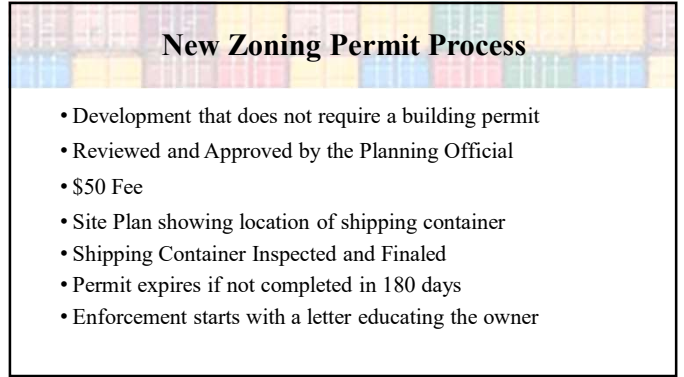 New Zoning Permit Process
• Development that does not require a building permit
• Reviewed and Approved by the Planning Official
• $50 Fee
• Site Plan showing location of shipping container
• Shipping Container Inspected and Finaled
• Permit expires if not completed in 180 days
• Enforcement starts with a letter educating the owner